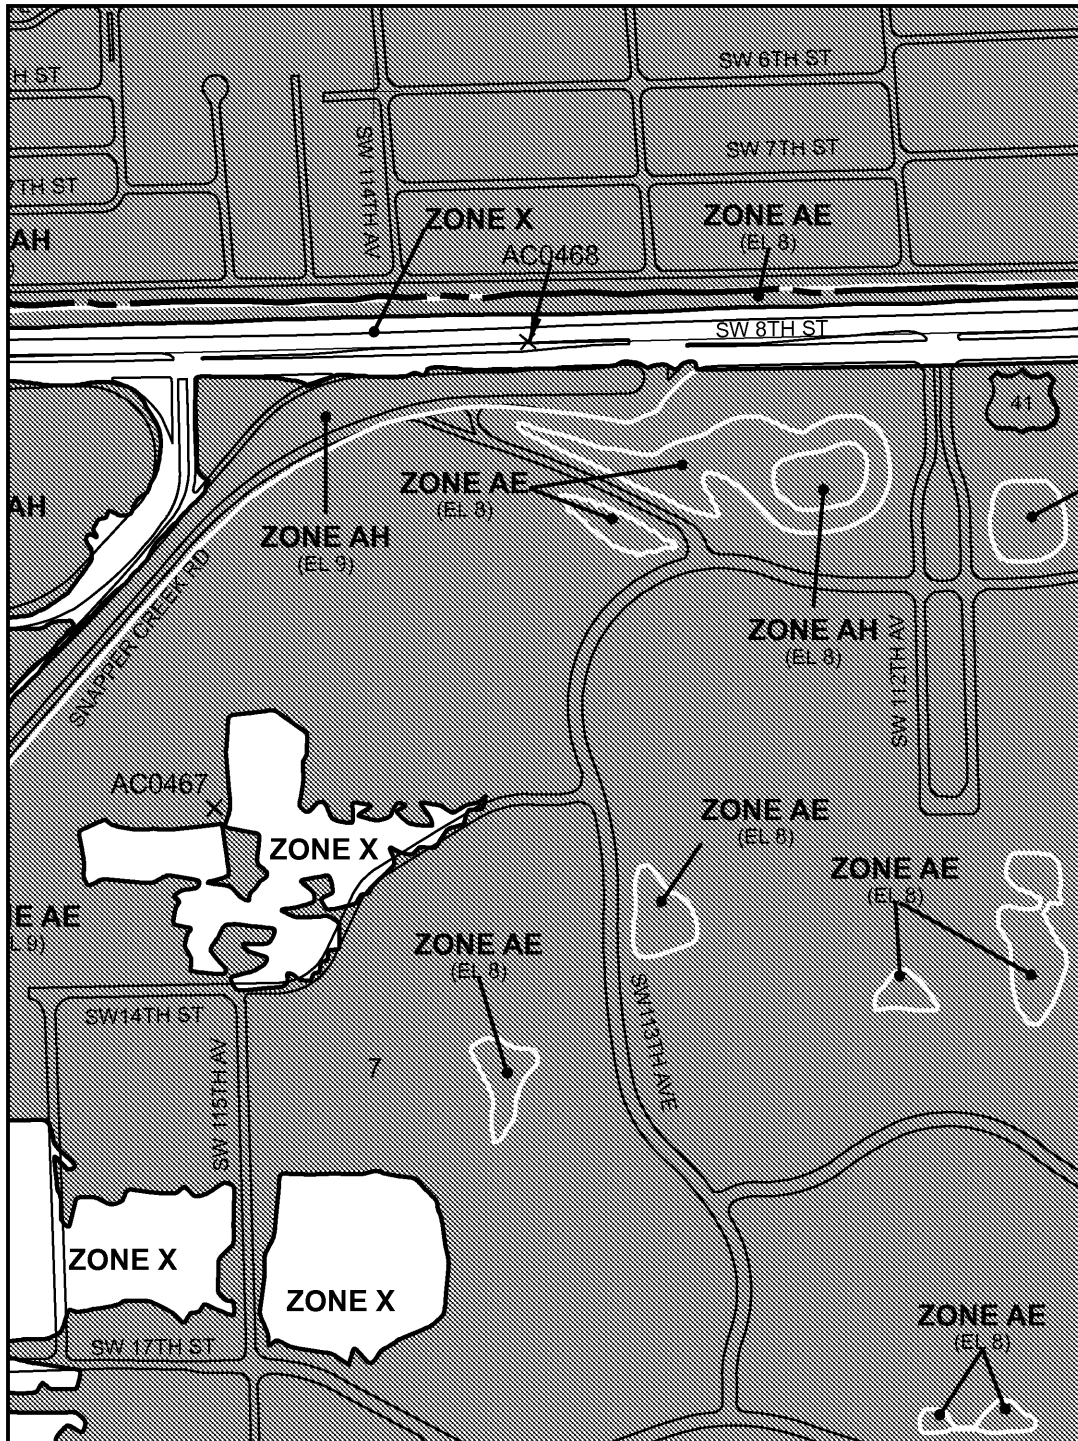 SW 6TH ST
H ST
SW 114TH AV
SW 7TH ST
7TH ST
ZONE X
ZONE AE
(EL 8)
AH
AC0468
SW 8TH ST
41
ZONE AE
(EL 8)
AH
ZONE AH
(EL 9)
SNAPPER CREEK RD
ZONE AH
(EL 8)
SW 112TH AV
AC0467
ZONE X
ZONE AE
(EL 8)
ZONE AE
(EL 8)
E AE
L 9)
ZONE AE
(EL 8)
SW14TH ST
SW 113TH AVE
7
SW 115TH AV
ZONE X
ZONE X
SW 17TH ST
ZONE AE
(EL 8)